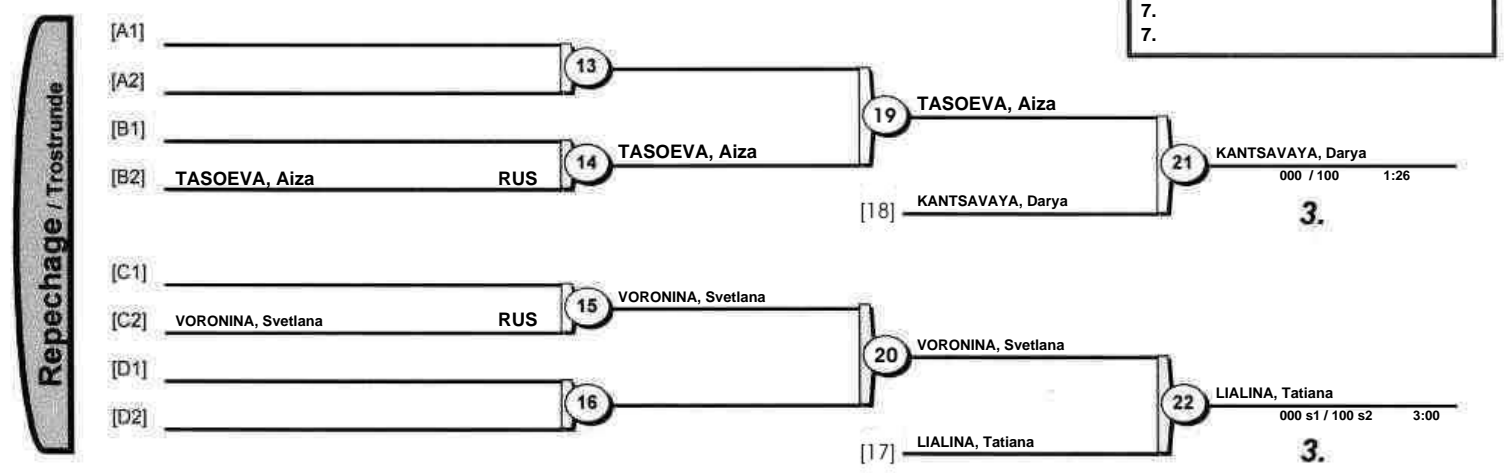 7.
7.
Repechage / Trostrunde
[A1]
13
[A2]
19 TASOEVA, Aiza
[B1]
14 TASOEVA, Aiza
21 KANTSAVAYA, Darya
000 / 100 1:26
[B2] TASOEVA, Aiza RUS
[18] KANTSAVAYA, Darya
3.
[C1]
15 VORONINA, Svetlana
[C2] VORONINA, Svetlana RUS
20 VORONINA, Svetlana
[D1]
16
22 LIALINA, Tatiana
000 s1 / 100 s2 3:00
[D2]
[17] LIALINA, Tatiana
3.